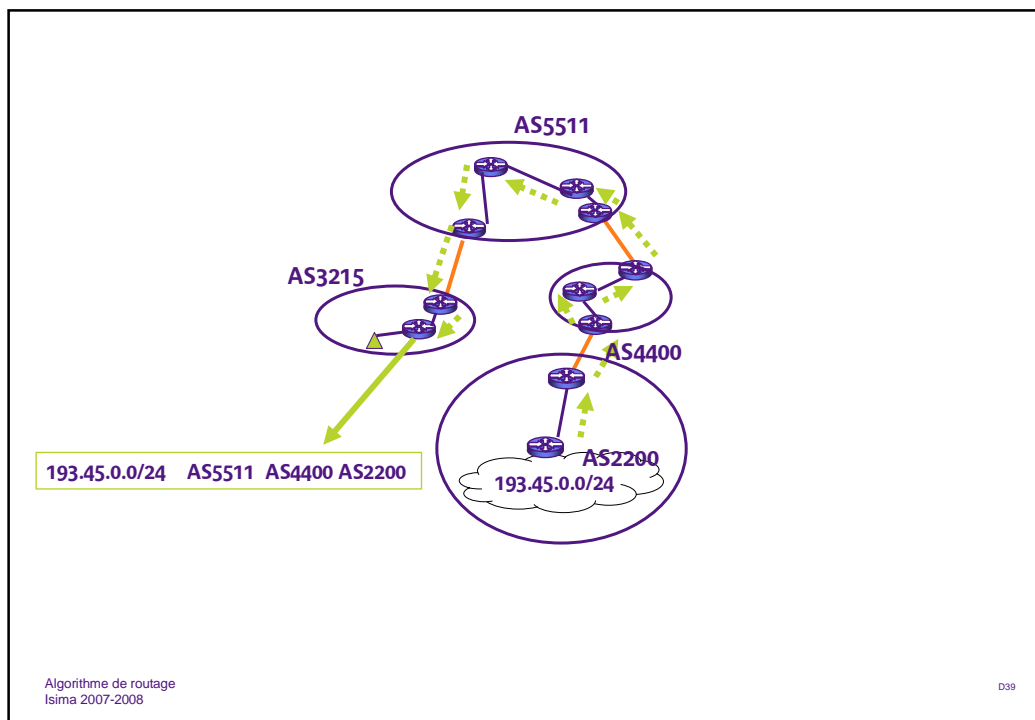 AS5511
AS3215
AS4400
AS2200
193.45.0.0/24
193.45.0.0/24 AS5511 AS4400 AS2200
Algorithme de routage
Isima 2007-2008
D39